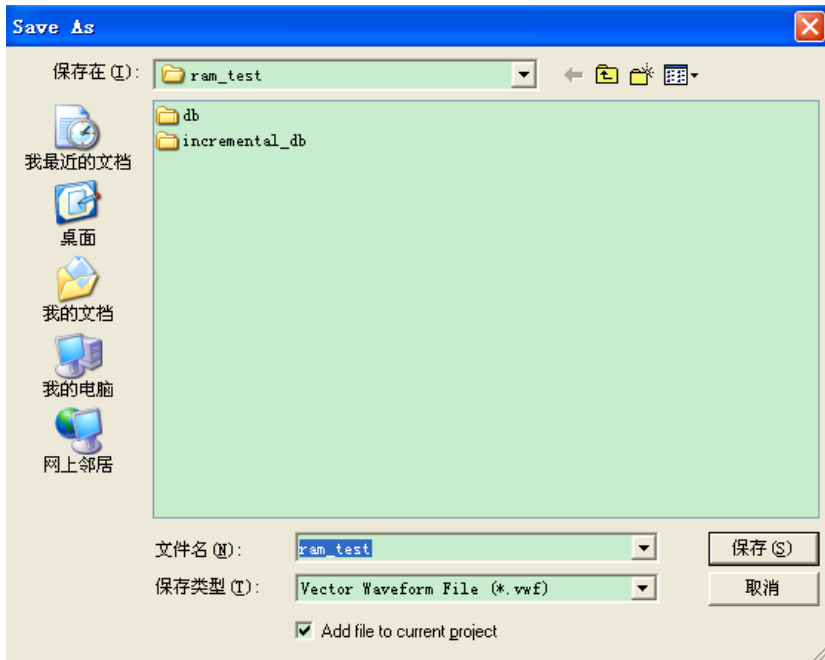 Save As
保存在(I):
ram_test
db
incremental_db
我最近的文档
桌面
我的文档
我的电脑
网上邻居
文件名(N):
ram_test
保存(S)
保存类型(T):
Vector Waveform File (*.vwf)
取消
Add file to current project